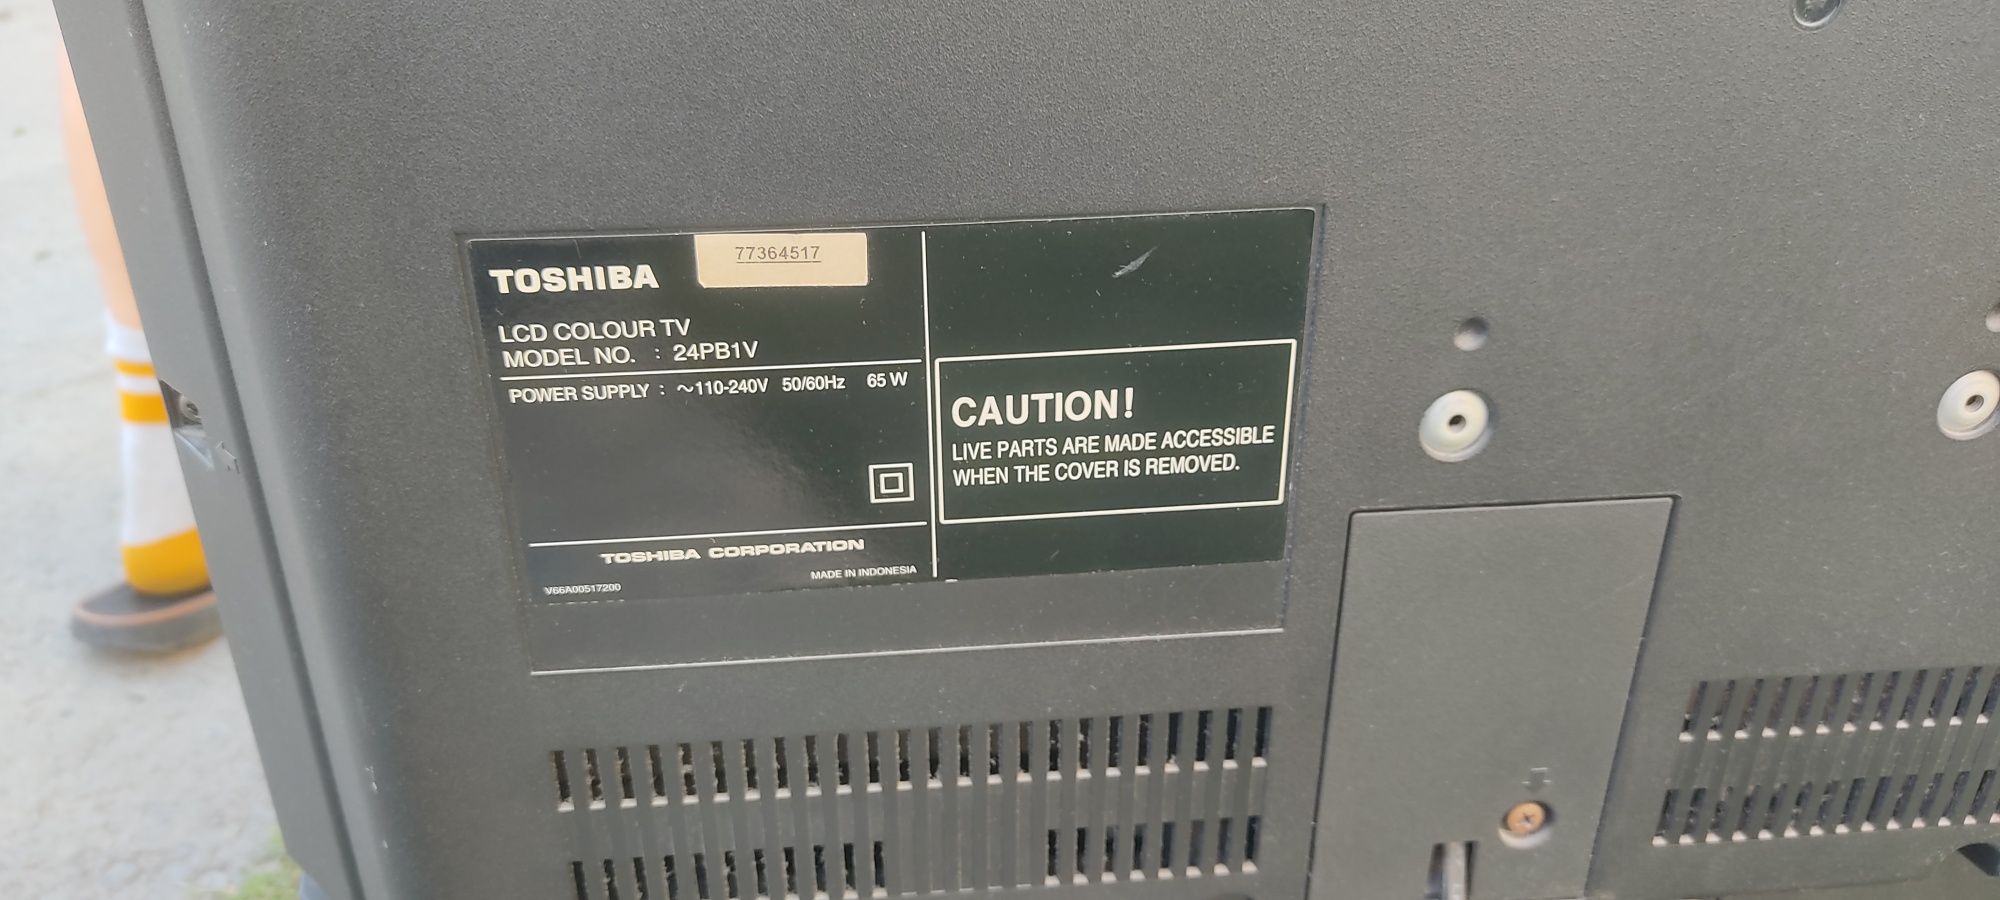 TOSHIBA
77364517
LCD COLOUR TV
MODEL NO. : 24PB1V
POWER SUPPLY : ~110-240V 50/60Hz 65 W
TOSHIBA CORPORATION
MADE IN INDONESIA
V66A00517200
CAUTION!
LIVE PARTS ARE MADE ACCESSIBLE
WHEN THE COVER IS REMOVED.